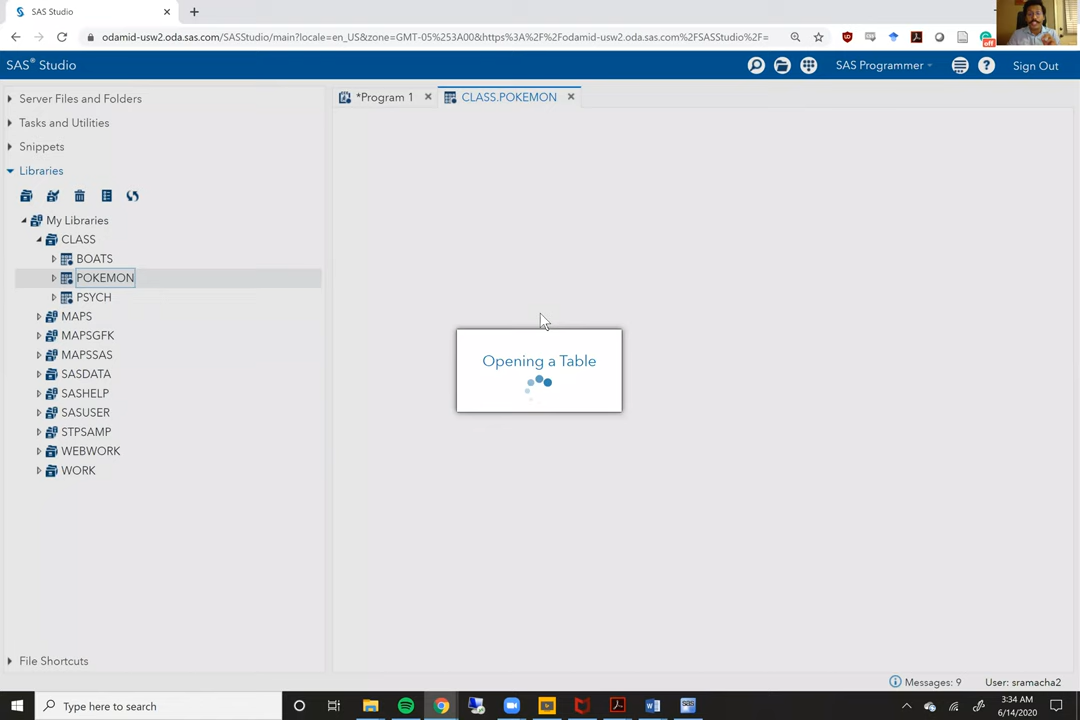 SAS Studio
odamid-usw2.oda.sas.com/SASStudio/main?locale=en_US&zone=GMT-05%253A00&https%3A%2F%2Fodamid-usw2.oda.sas.com%2FSASStudio%2F=
off
SAS® Studio
SAS Programmer
Sign Out
Server Files and Folders
Tasks and Utilities
Snippets
Libraries
My Libraries
CLASS
BOATS
POKEMON
PSYCH
MAPS
MAPSGFK
MAPSSAS
SASDATA
SASHELP
SASUSER
STPSAMP
WEBWORK
WORK
File Shortcuts
*Program 1
CLASS.POKEMON
Opening a Table
Messages: 9
User: sramacha2
Type here to search
3:34 AM
6/14/2020